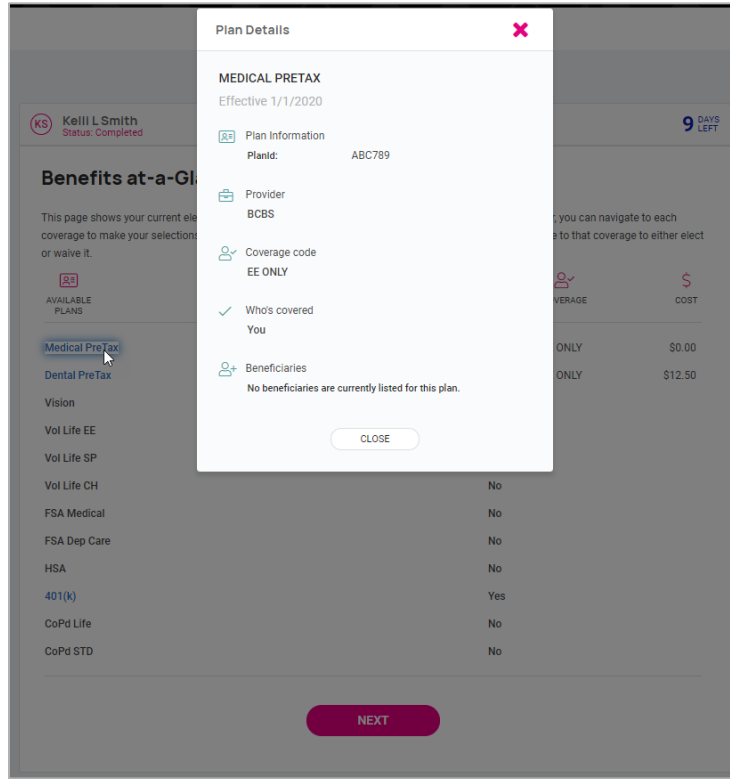 Plan Details
MEDICAL PRETAX
Effective 1/1/2020
Plan Information
PlanId: ABC789
Provider
BCBS
Coverage code
EE ONLY
Who's covered
You
Beneficiaries
No beneficiaries are currently listed for this plan.
CLOSE
KS
Kelli L Smith
Status: Completed
9 DAYS LEFT
Benefits at-a-Gl
This page shows your current ele , you can navigate to each
coverage to make your selections e to that coverage to either elect
or waive it.
AVAILABLE
PLANS
VERAGE
COST
Medical PreTax ONLY $0.00
Dental PreTax ONLY $12.50
Vision
Vol Life EE
Vol Life SP
Vol Life CH No
FSA Medical No
FSA Dep Care No
HSA No
401(k) Yes
CoPd Life No
CoPd STD No
NEXT